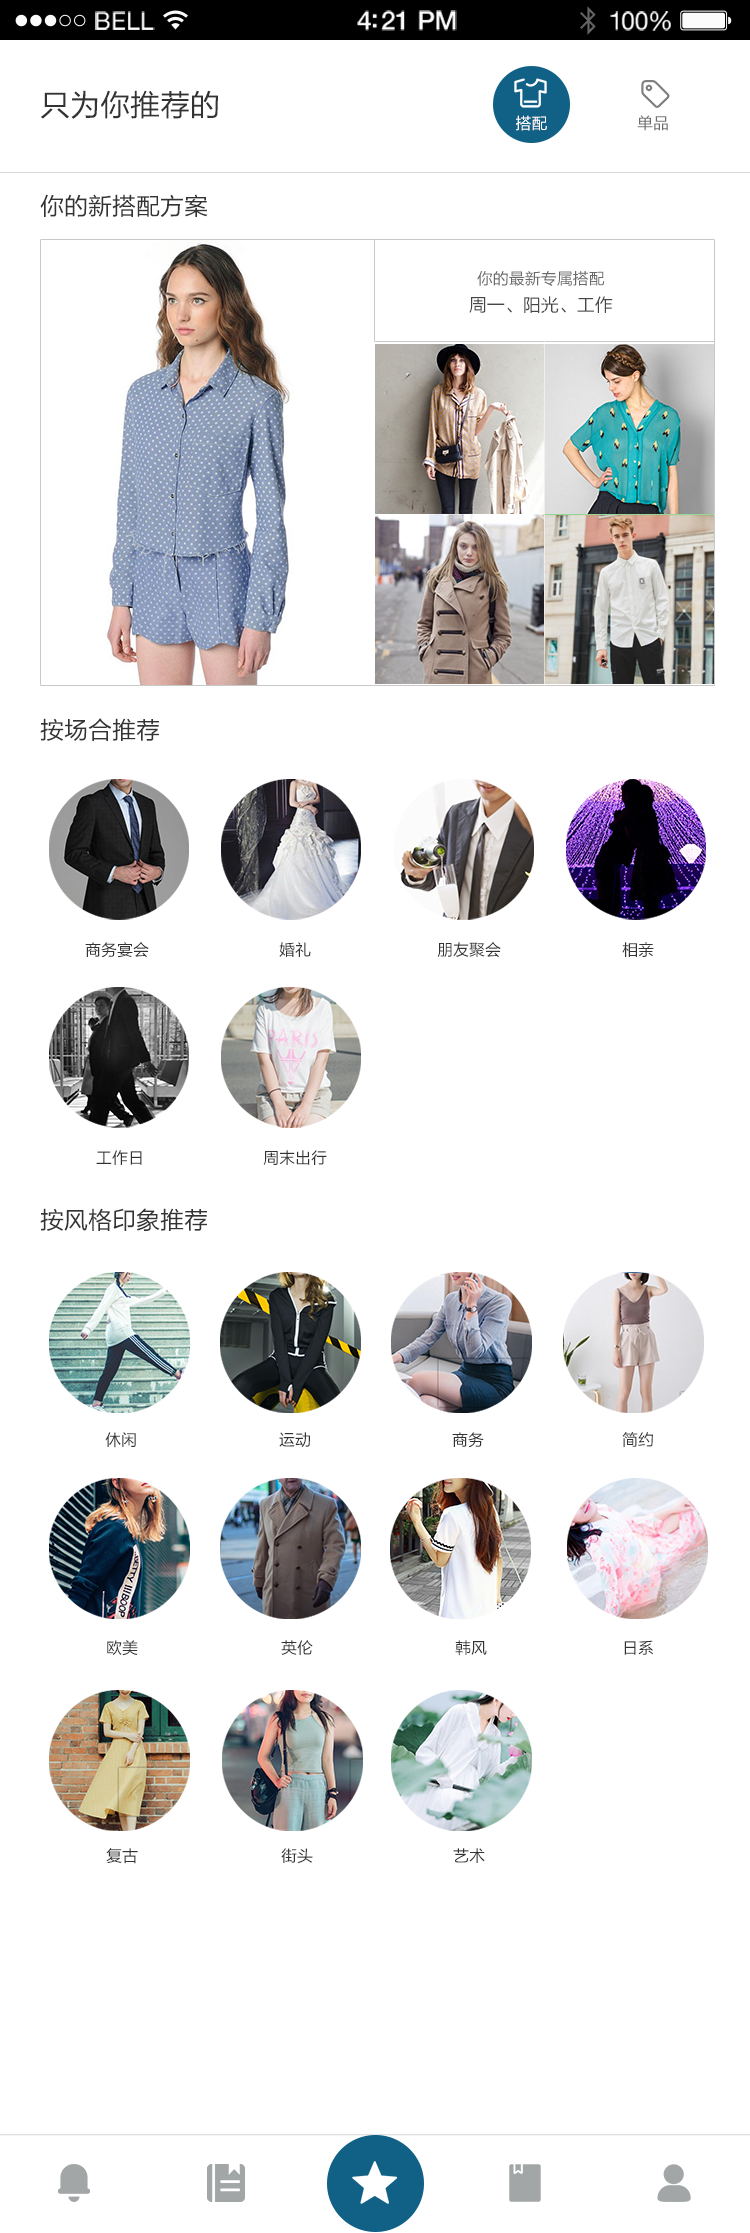 BELL 4:21 PM 100%
只为你推荐的
搭配
单品
你的新搭配方案
你的最新专属搭配
周一、阳光、工作
按场合推荐
商务宴会
婚礼
朋友聚会
相亲
PARIS
工作日
周末出行
按风格印象推荐
休闲
运动
商务
简约
欧美
英伦
韩风
日系
复古
街头
艺术